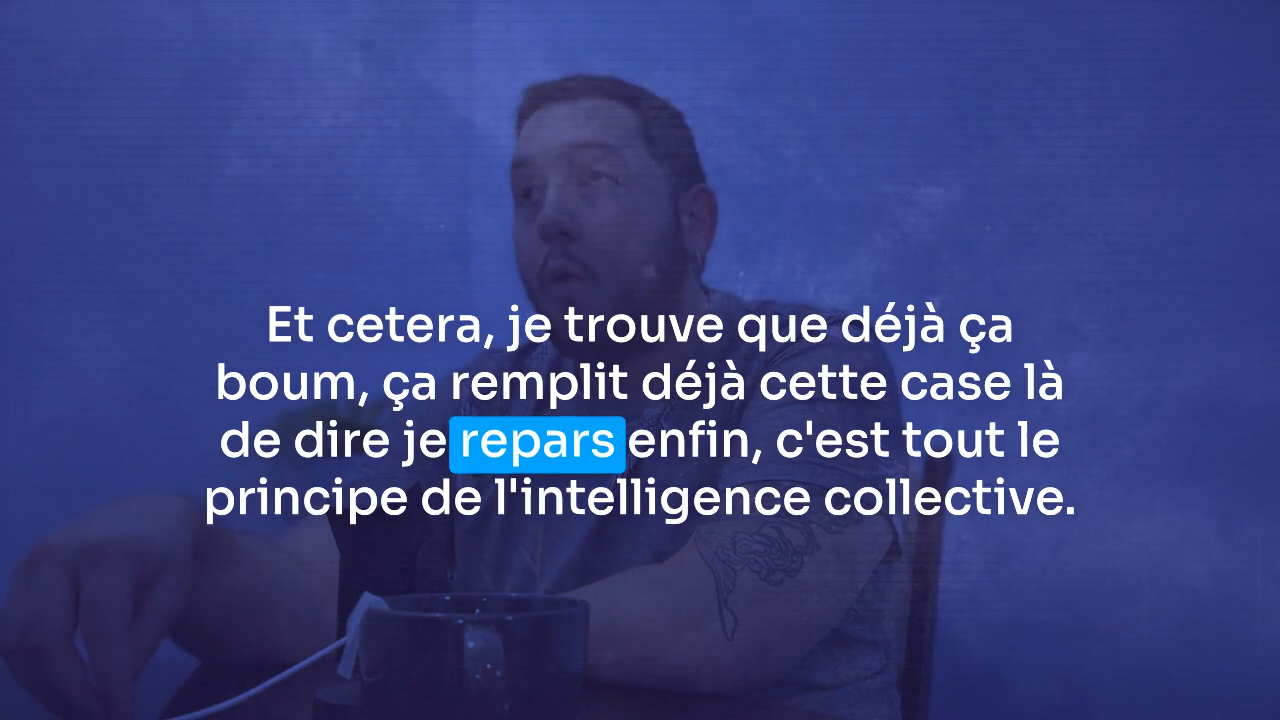 Et cetera, je trouve que déjà ça
boum, ça remplit déjà cette case là
de dire je repars enfin, c'est tout le
principe de l'intelligence collective.